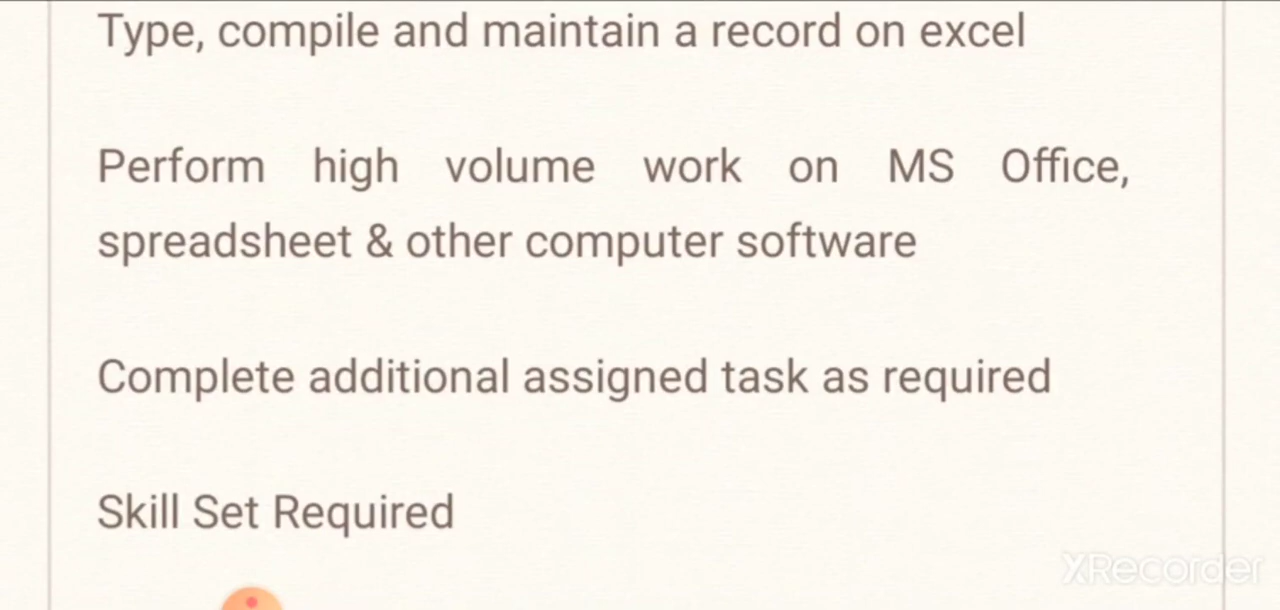 Type, compile and maintain a record on excel
Perform high volume work on MS Office,
spreadsheet & other computer software
Complete additional assigned task as required
Skill Set Required
XRecorder